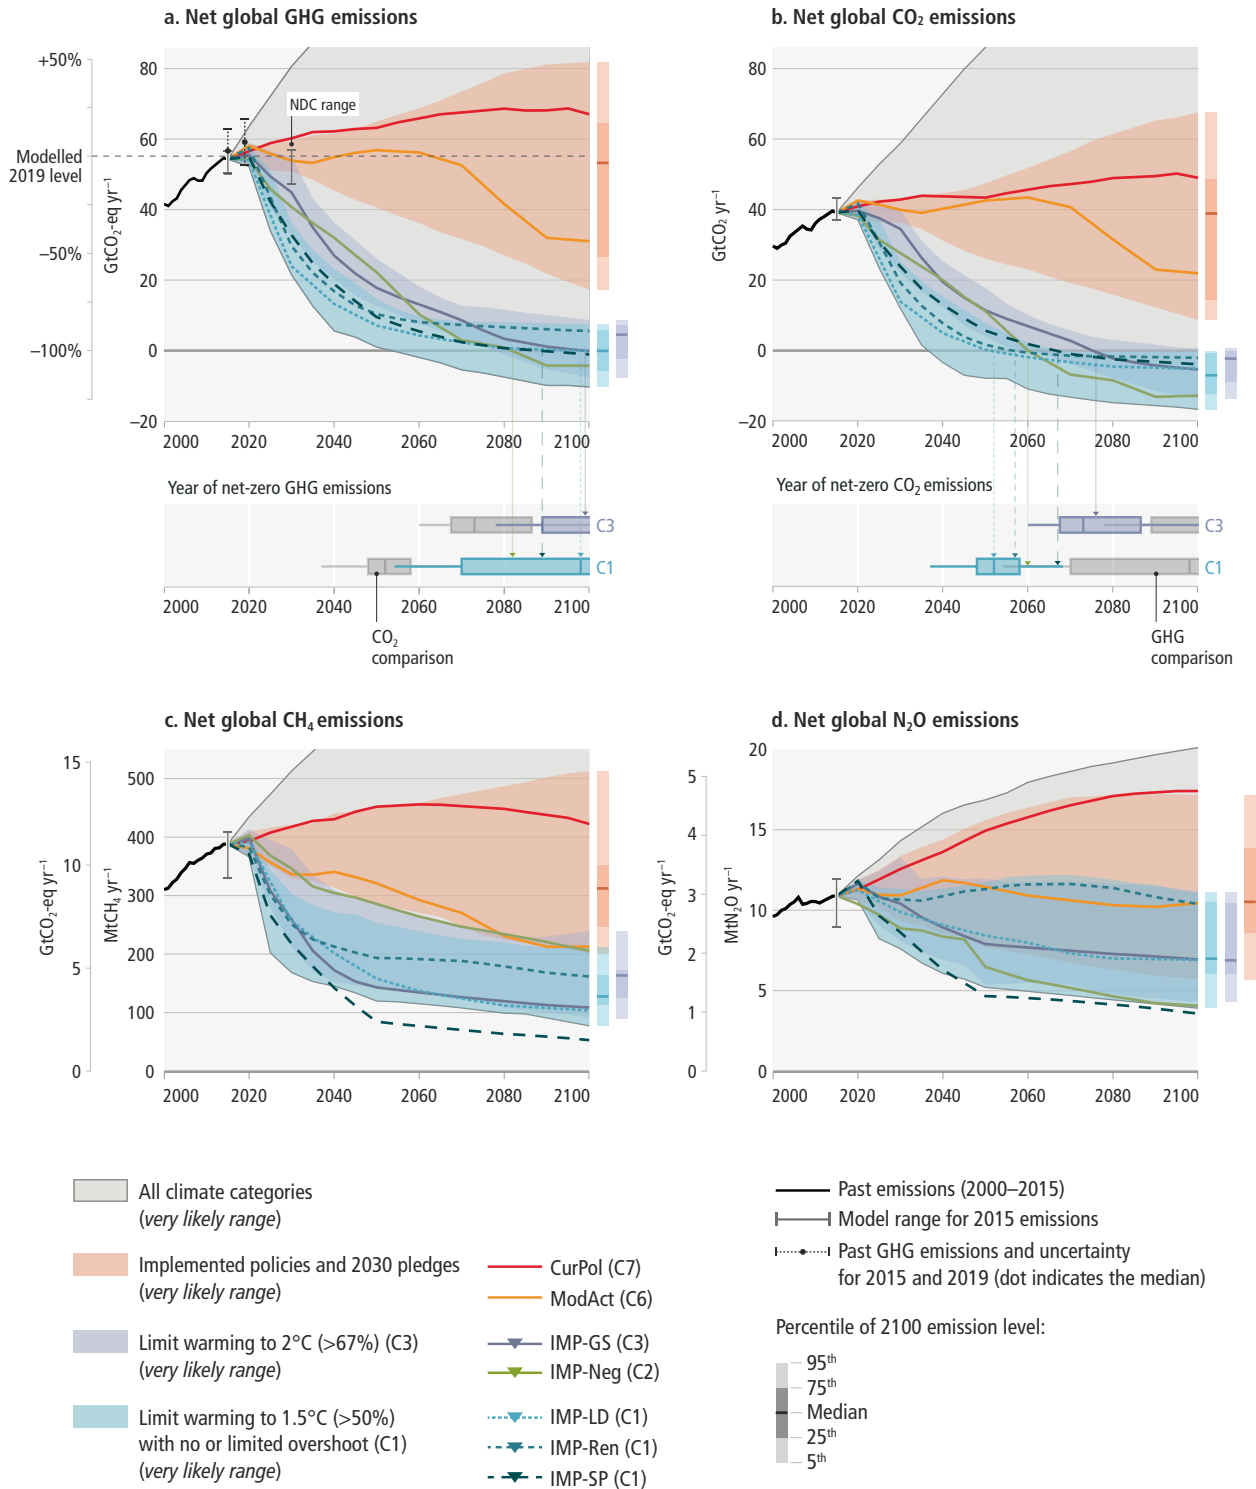 a. Net global GHG emissions
+50%
Modelled
2019 level
−50%
−100%
GtCO2-eq yr−1
80
60
40
20
0
−20
NDC range
2000 2020 2040 2060 2080 2100
Year of net-zero GHG emissions
C3
C1
2000 2020 2040 2060 2080 2100
CO2
comparison
b. Net global CO2 emissions
GtCO2 yr−1
80
60
40
20
0
−20
2000 2020 2040 2060 2080 2100
Year of net-zero CO2 emissions
C3
C1
2000 2020 2040 2060 2080 2100
GHG
comparison
c. Net global CH4 emissions
GtCO2-eq yr−1
15
10
5
0
MtCH4 yr−1
500
400
300
200
100
0
2000 2020 2040 2060 2080 2100
d. Net global N2O emissions
GtCO2-eq yr−1
5
4
3
2
1
0
MtN2O yr−1
20
15
10
5
0
2000 2020 2040 2060 2080 2100
All climate categories
(very likely range)
Implemented policies and 2030 pledges
(very likely range)
Limit warming to 2°C (>67%) (C3)
(very likely range)
Limit warming to 1.5°C (>50%)
with no or limited overshoot (C1)
(very likely range)
CurPol (C7)
ModAct (C6)
IMP-GS (C3)
IMP-Neg (C2)
IMP-LD (C1)
IMP-Ren (C1)
IMP-SP (C1)
Past emissions (2000–2015)
Model range for 2015 emissions
Past GHG emissions and uncertainty
for 2015 and 2019 (dot indicates the median)
Percentile of 2100 emission level:
95th
75th
Median
25th
5th